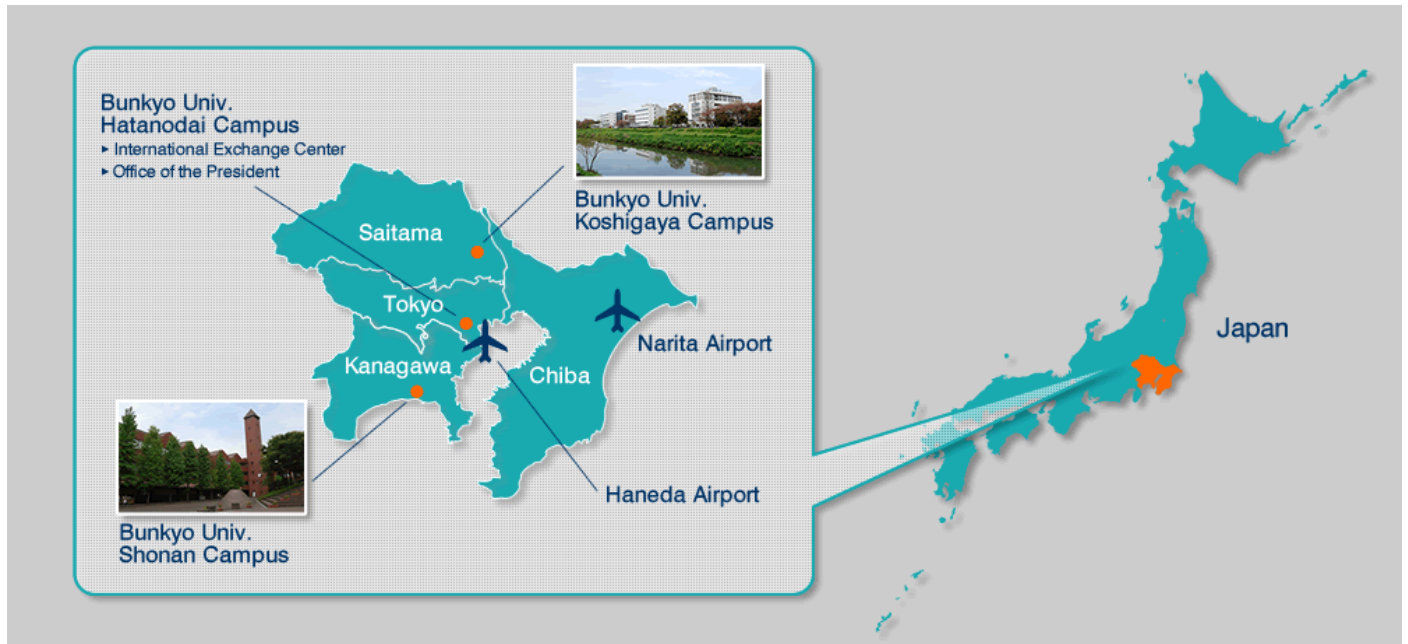 Bunkyo Univ.
Hatanodai Campus
▸ International Exchange Center
▸ Office of the President
Bunkyo Univ.
Koshigaya Campus
Saitama
Tokyo
Kanagawa
Chiba
Narita Airport
Haneda Airport
Bunkyo Univ.
Shonan Campus
Japan